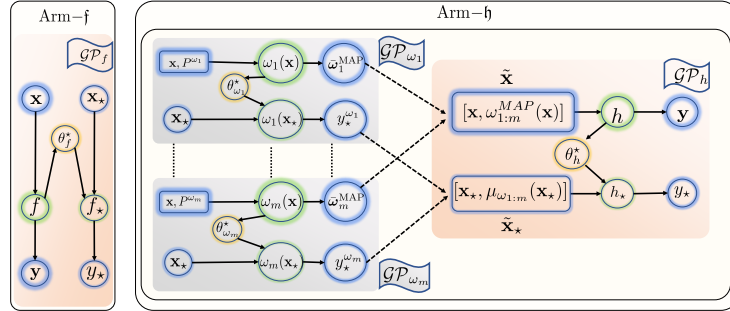 Arm−𝔣
𝒢𝒫_f
x
x_⋆
θ_f^⋆
f
f_⋆
y
y_⋆
Arm−𝔥
𝒢𝒫_{ω_1}
x, P^{ω_1}
ω_1(x)
ω̄_1^{MAP}
θ_{ω_1}^⋆
x_⋆
ω_1(x_⋆)
y_⋆^{ω_1}
x, P^{ω_m}
ω_m(x)
ω̄_m^{MAP}
θ_{ω_m}^⋆
x_⋆
ω_m(x_⋆)
y_⋆^{ω_m}
𝒢𝒫_{ω_m}
x̃
𝒢𝒫_h
[x, ω_{1:m}^{MAP}(x)]
h
y
θ_h^⋆
[x_⋆, μ_{ω_{1:m}}(x_⋆)]
h_⋆
y_⋆
x̃_⋆